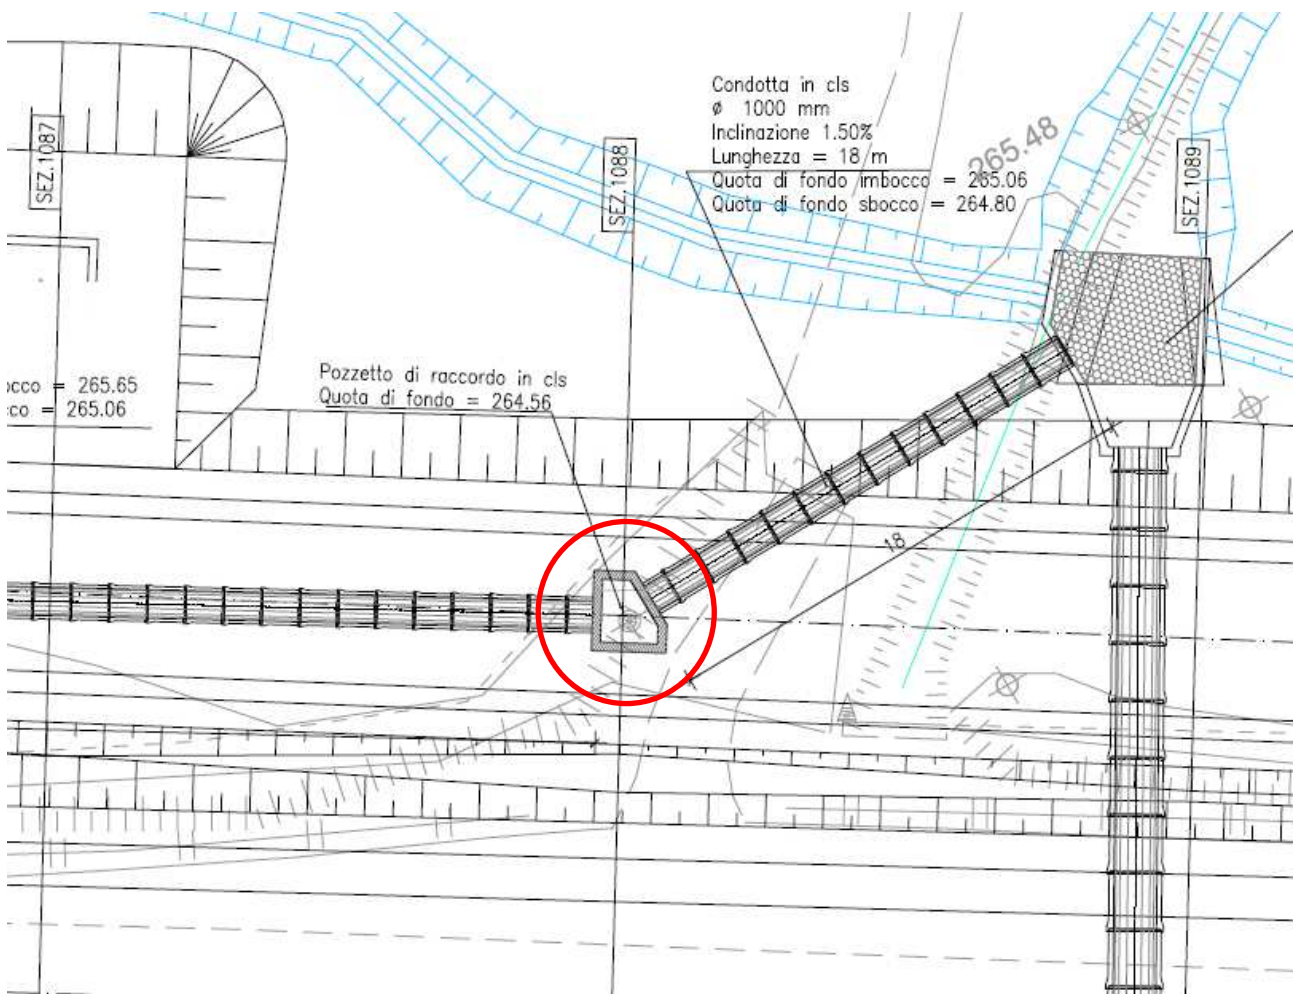 Condotta in cls
ø 1000 mm
Inclinazione 1.50%
Lunghezza = 18 m
Quota di fondo imbocco = 265.06
Quota di fondo sbocco = 264.80
265.48
SEZ.1087
SEZ.1088
SEZ.1089
Pozzetto di raccordo in cls
Quota di fondo = 264.56
occo = 265.65
cco = 265.06
18